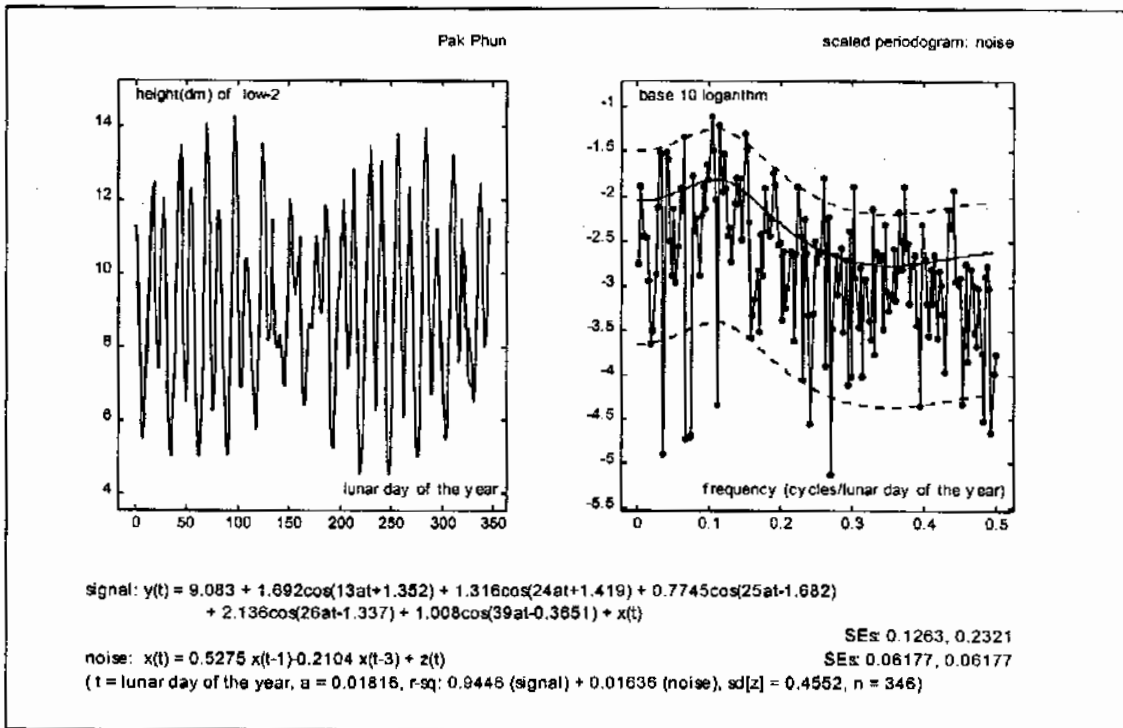 Pak Phun
scaled periodogram: noise
height(dm) of low-2
14
12
10
8
6
4
lunar day of the year
0 50 100 150 200 250 300 350
base 10 logarithm
-1
-1.5
-2
-2.5
-3
-3.5
-4
-4.5
-5
-5.5
frequency (cycles/lunar day of the year)
0 0.1 0.2 0.3 0.4 0.5
signal: y(t) = 9.083 + 1.692cos(13at+1.352) + 1.316cos(24at+1.419) + 0.7745cos(25at-1.682)
+ 2.136cos(26at-1.337) + 1.008cos(39at-0.3651) + x(t)
SEs: 0.1263, 0.2321
noise: x(t) = 0.5275 x(t-1)-0.2104 x(t-3) + z(t)
SEs: 0.06177, 0.06177
( t = lunar day of the year, a = 0.01816, r-sq: 0.9446 (signal) + 0.01636 (noise), sd[z] = 0.4552, n = 346)